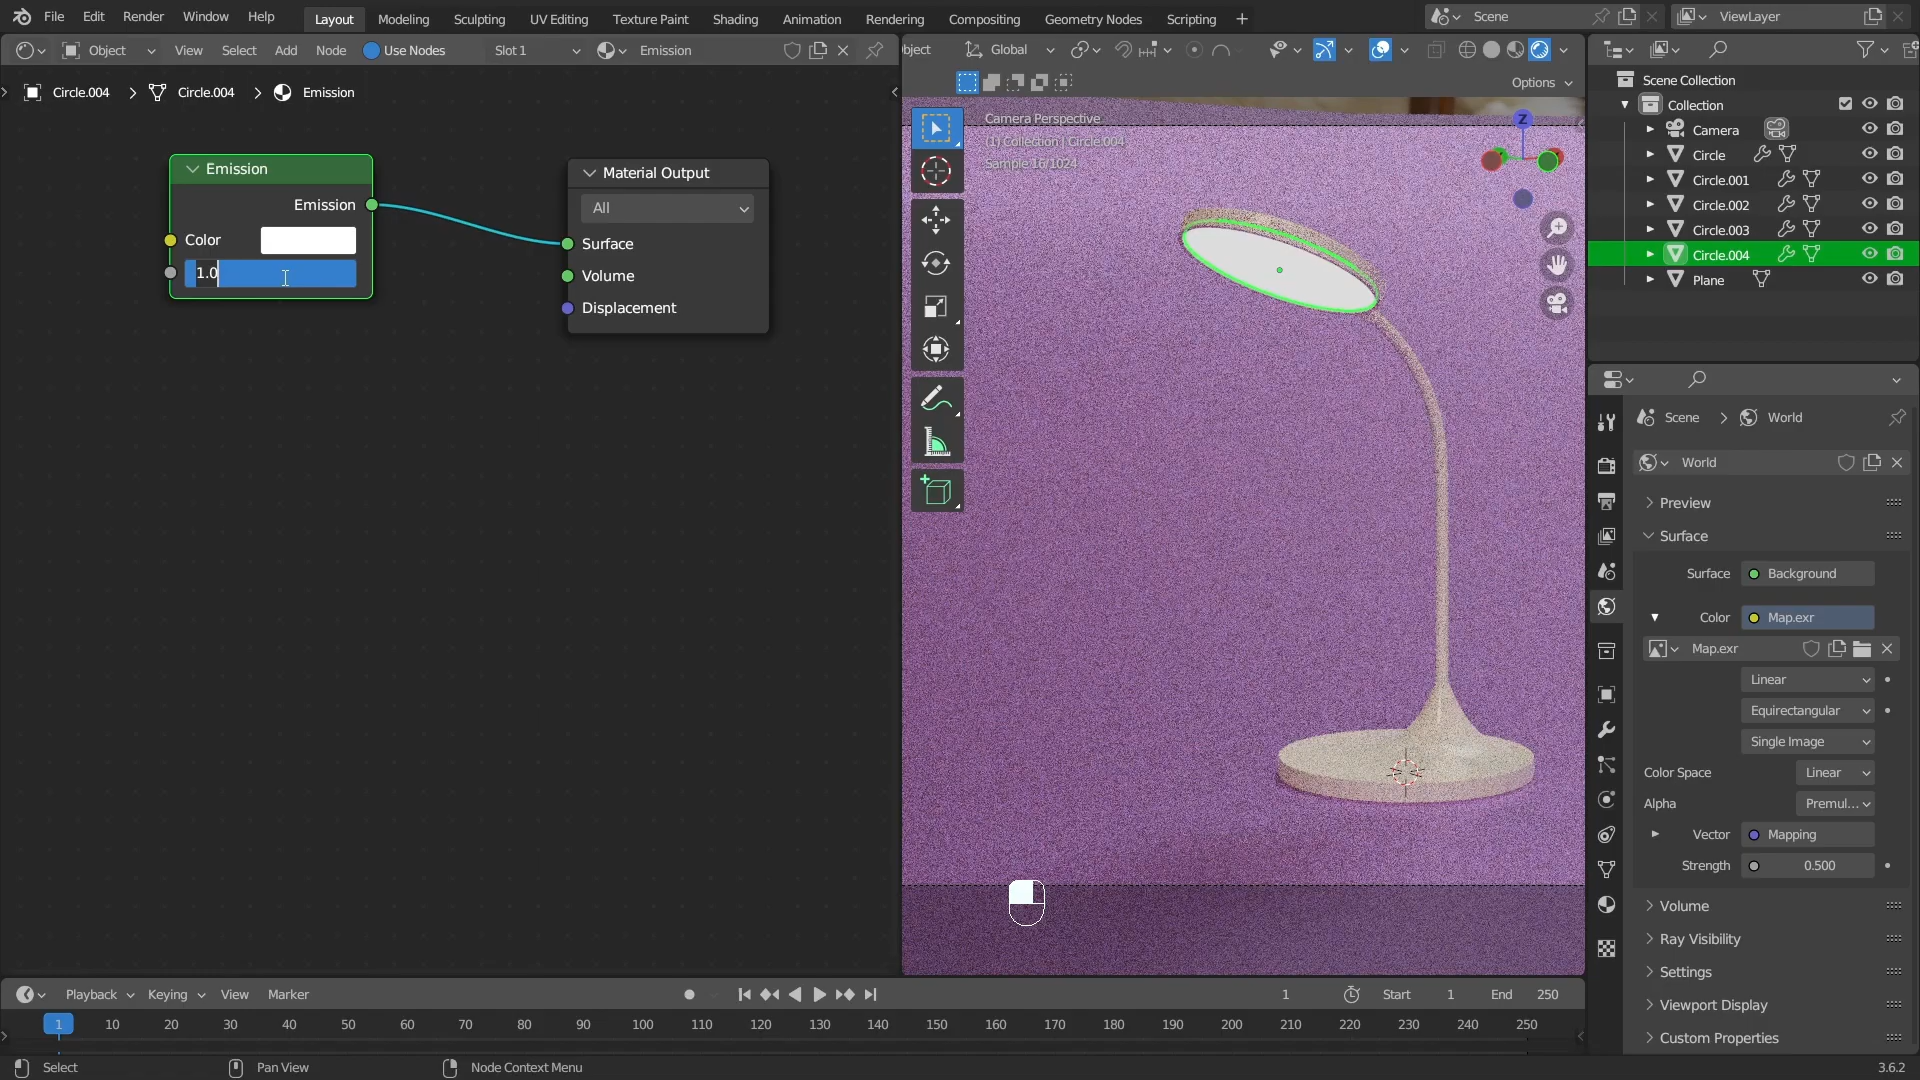 File Edit Render Window Help Layout Modeling Sculpting UV Editing Texture Paint Shading Animation Rendering Compositing Geometry Nodes Scripting + Scene ViewLayer
Object View Select Add Node Use Nodes Slot 1 Emission bject Global
Options
Circle.004 > Circle.004 > Emission
Emission
Emission
Color
1.0
Material Output
All
Surface
Volume
Displacement
Camera Perspective
(1) Collection | Circle.004
Sample 16/1024
Z
Scene Collection
Collection
Camera
Circle
Circle.001
Circle.002
Circle.003
Circle.004
Plane
Scene > World
World
Preview
Surface
Surface Background
Color Map.exr
Map.exr
Linear
Equirectangular
Single Image
Color Space Linear
Alpha Premul...
Vector Mapping
Strength 0.500
Volume
Ray Visibility
Settings
Viewport Display
Custom Properties
Playback Keying View Marker 1 Start 1 End 250
1 10 20 30 40 50 60 70 80 90 100 110 120 130 140 150 160 170 180 190 200 210 220 230 240 250
Select Pan View Node Context Menu 3.6.2